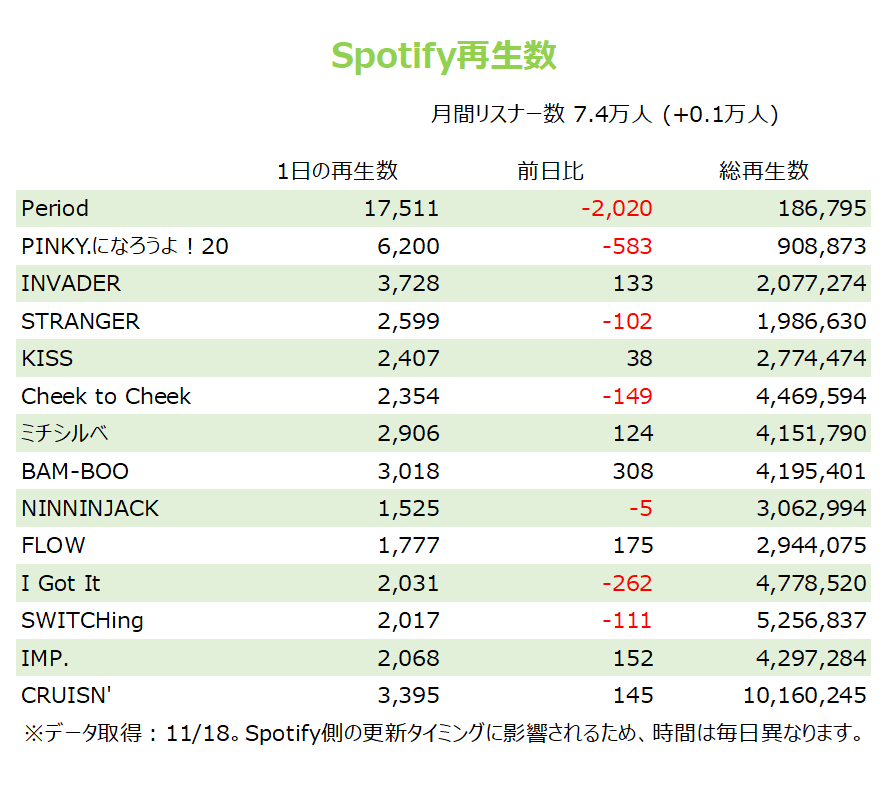 Spotify再生数
月間リスナー数 7.4万人 (+0.1万人)
1日の再生数 前日比 総再生数
Period 17,511 -2,020 186,795
PINKY.になろうよ！20 6,200 -583 908,873
INVADER 3,728 133 2,077,274
STRANGER 2,599 -102 1,986,630
KISS 2,407 38 2,774,474
Cheek to Cheek 2,354 -149 4,469,594
ミチシルベ 2,906 124 4,151,790
BAM-BOO 3,018 308 4,195,401
NINNINJACK 1,525 -5 3,062,994
FLOW 1,777 175 2,944,075
I Got It 2,031 -262 4,778,520
SWITCHing 2,017 -111 5,256,837
IMP. 2,068 152 4,297,284
CRUISN' 3,395 145 10,160,245
※データ取得：11/18。Spotify側の更新タイミングに影響されるため、時間は毎日異なります。